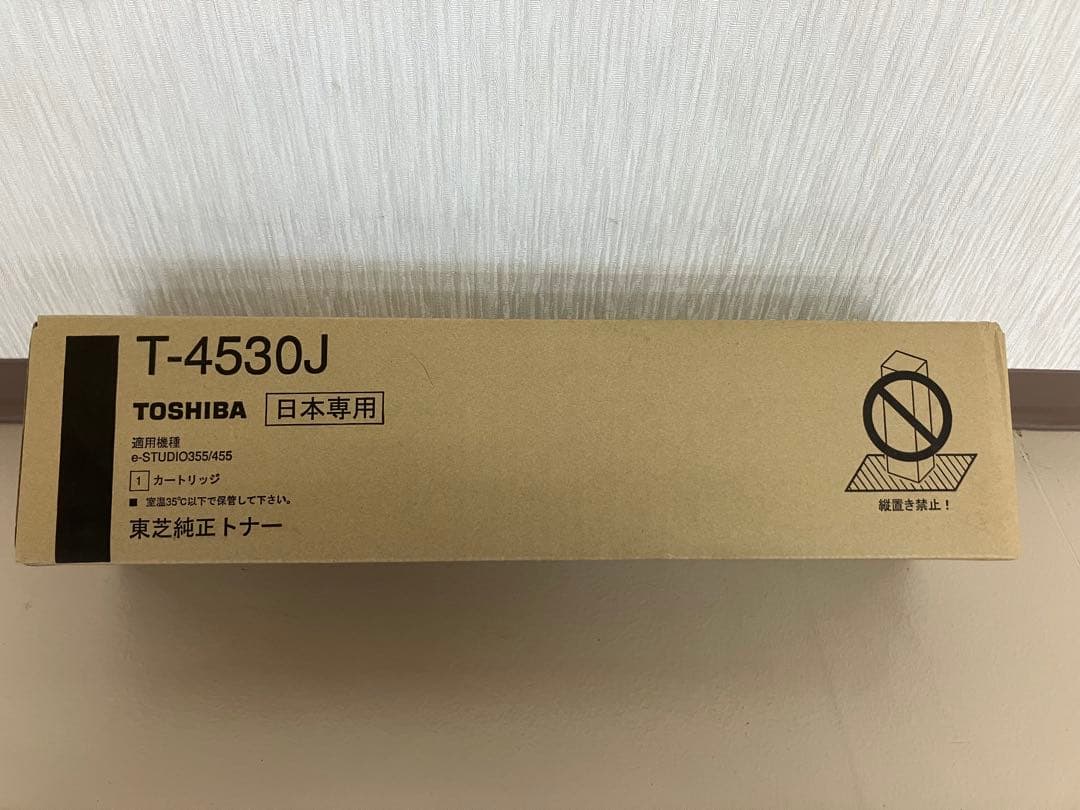 T-4530J
TOSHIBA 日本専用
適用機種
e-STUDIO355/455
1 カートリッジ
■ 室温35℃以下で保管して下さい。
東芝純正トナー
縦置き禁止!